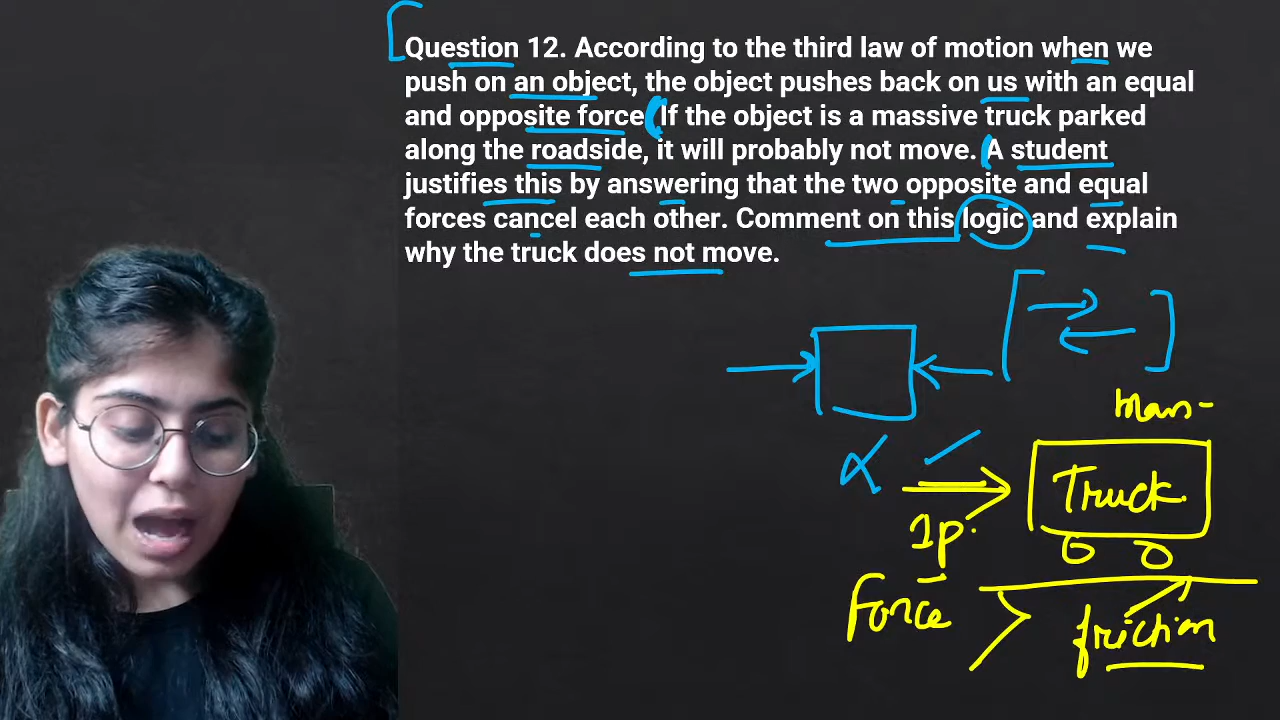 Question 12. According to the third law of motion when we
push on an object, the object pushes back on us with an equal
and opposite force. If the object is a massive truck parked
along the roadside, it will probably not move. A student
justifies this by answering that the two opposite and equal
forces cancel each other. Comment on this logic and explain
why the truck does not move.
Truck
1p.
Force
friction